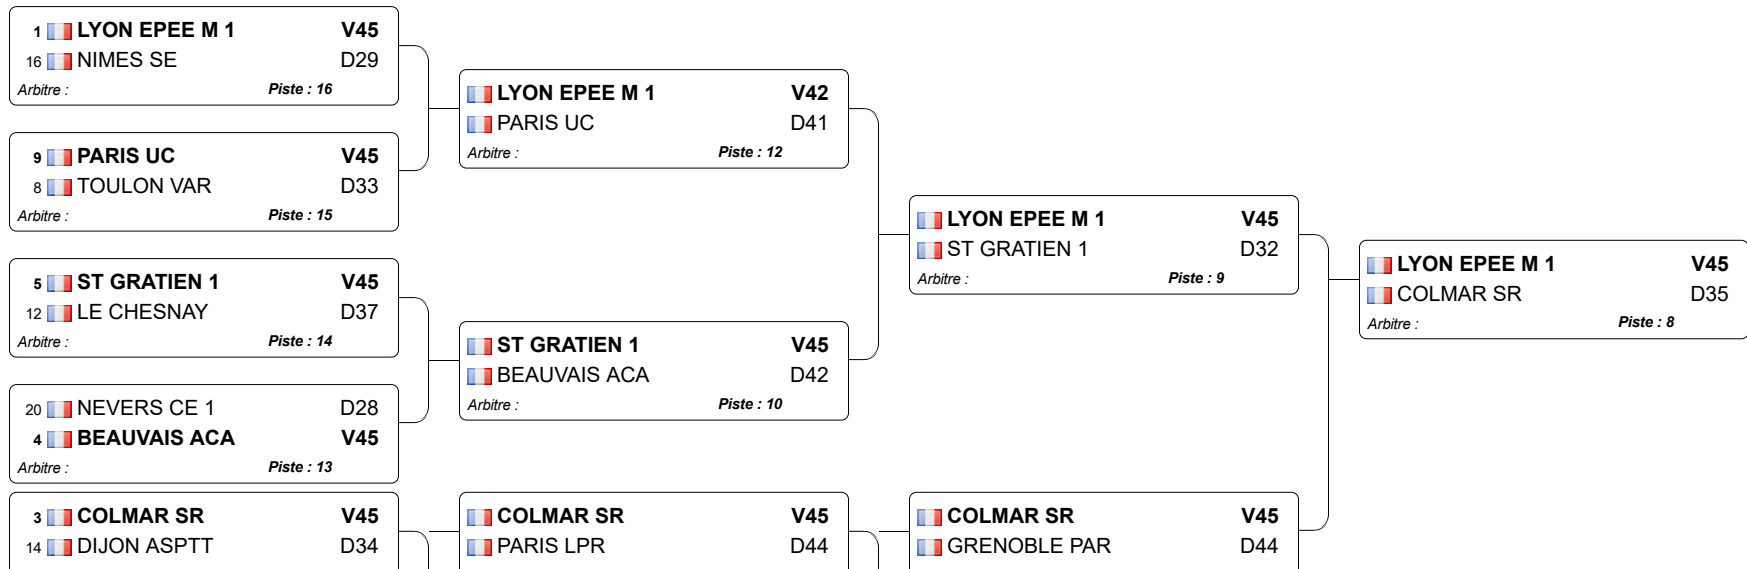 1 LYON EPEE M 1 V45
16 NIMES SE D29
Arbitre : Piste : 16
9 PARIS UC V45
8 TOULON VAR D33
Arbitre : Piste : 15
5 ST GRATIEN 1 V45
12 LE CHESNAY D37
Arbitre : Piste : 14
20 NEVERS CE 1 D28
4 BEAUVAIS ACA V45
Arbitre : Piste : 13
3 COLMAR SR V45
14 DIJON ASPTT D34
LYON EPEE M 1 V42
PARIS UC D41
Arbitre : Piste : 12
ST GRATIEN 1 V45
BEAUVAIS ACA D42
Arbitre : Piste : 10
COLMAR SR V45
PARIS LPR D44
LYON EPEE M 1 V45
ST GRATIEN 1 D32
Arbitre : Piste : 9
COLMAR SR V45
GRENOBLE PAR D44
LYON EPEE M 1 V45
COLMAR SR D35
Arbitre : Piste : 8